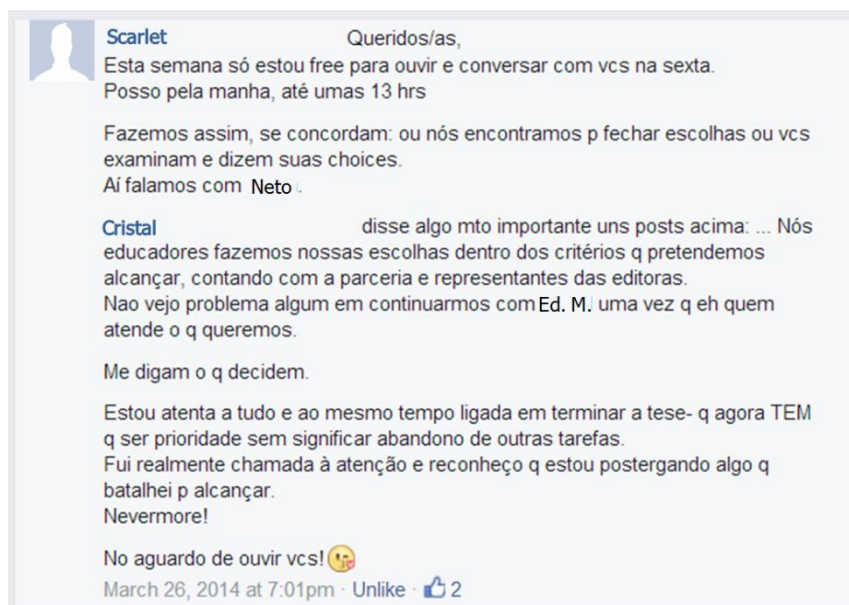 Scarlet Queridos/as,
Esta semana só estou free para ouvir e conversar com vcs na sexta.
Posso pela manha, até umas 13 hrs
Fazemos assim, se concordam: ou nós encontramos p fechar escolhas ou vcs
examinam e dizem suas choices.
Aí falamos com Neto .
Cristal disse algo mto importante uns posts acima: ... Nós
educadores fazemos nossas escolhas dentro dos critérios q pretendemos
alcançar, contando com a parceria e representantes das editoras.
Nao vejo problema algum em continuarmos com Ed. M. uma vez q eh quem
atende o q queremos.
Me digam o q decidem.
Estou atenta a tudo e ao mesmo tempo ligada em terminar a tese- q agora TEM
q ser prioridade sem significar abandono de outras tarefas.
Fui realmente chamada à atenção e reconheço q estou postergando algo q
batalhei p alcançar.
Nevermore!
No aguardo de ouvir vcs! 😘
March 26, 2014 at 7:01pm · Unlike · 👍 2